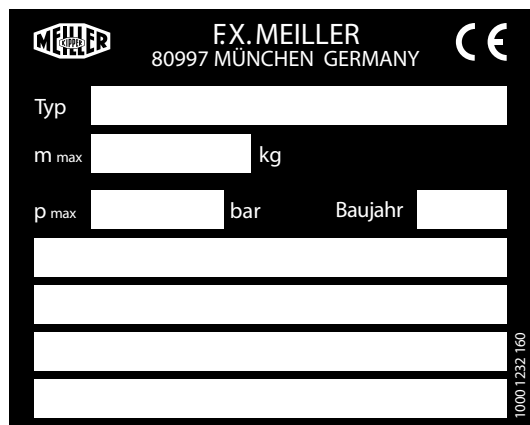 MEILLER
KIPPER
F.X. MEILLER
80997 MÜNCHEN GERMANY
CE
Typ
m max kg
p max bar Baujahr
1000 1232 160